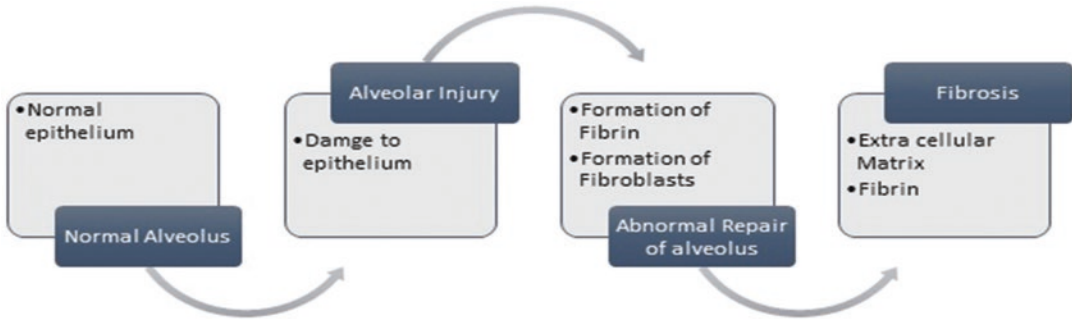 •Normal
epithelium
Normal Alveolus
Alveolar Injury
•Damge to
epithelium
•Formation of
Fibrin
•Formation of
Fibroblasts
Abnormal Repair
of alveolus
Fibrosis
•Extra cellular
Matrix
•Fibrin